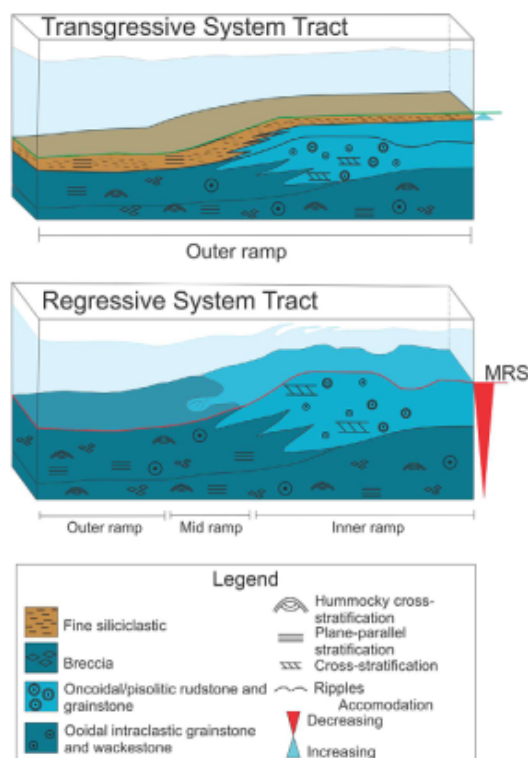 Transgressive System Tract
Outer ramp
Regressive System Tract
MRS
Outer ramp
Mid ramp
Inner ramp
Legend
Fine siliciclastic
Breccia
Oncoidal/pisolitic rudstone and
grainstone
Ooidal intraclastic grainstone
and wackestone
Hummocky cross-
stratification
Plane-parallel
stratification
Cross-stratification
Ripples
Accomodation
Decreasing
Increasing